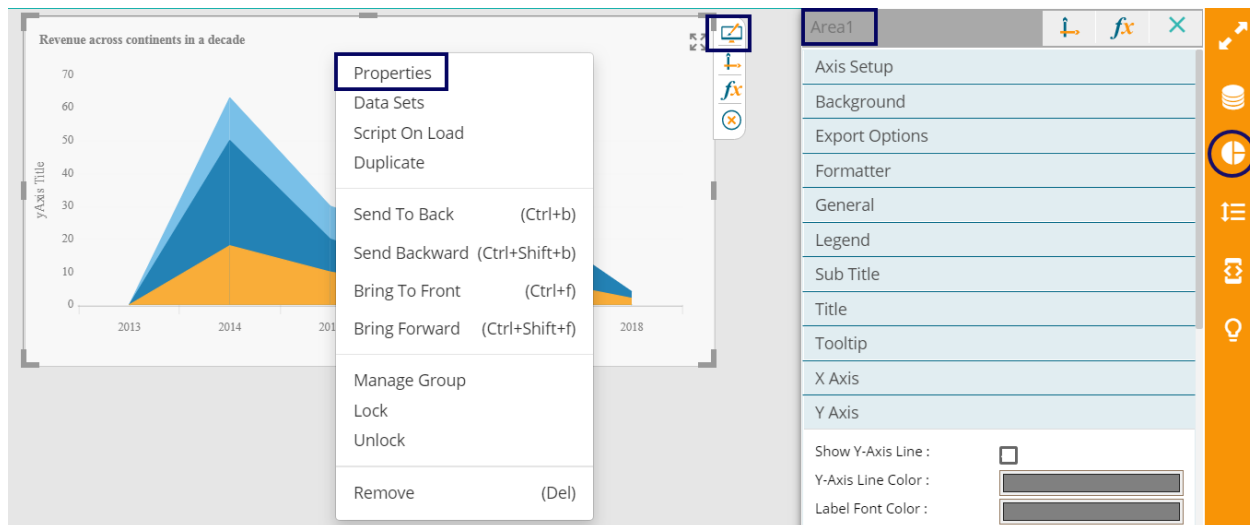 Revenue across continents in a decade
70
60
50
40
30
20
10
0
yAxis Title
2013
2014
201
2018
Properties
Data Sets
Script On Load
Duplicate
Send To Back (Ctrl+b)
Send Backward (Ctrl+Shift+b)
Bring To Front (Ctrl+f)
Bring Forward (Ctrl+Shift+f)
Manage Group
Lock
Unlock
Remove (Del)
fx
Area1
fx
Axis Setup
Background
Export Options
Formatter
General
Legend
Sub Title
Title
Tooltip
X Axis
Y Axis
Show Y-Axis Line :
Y-Axis Line Color :
Label Font Color :